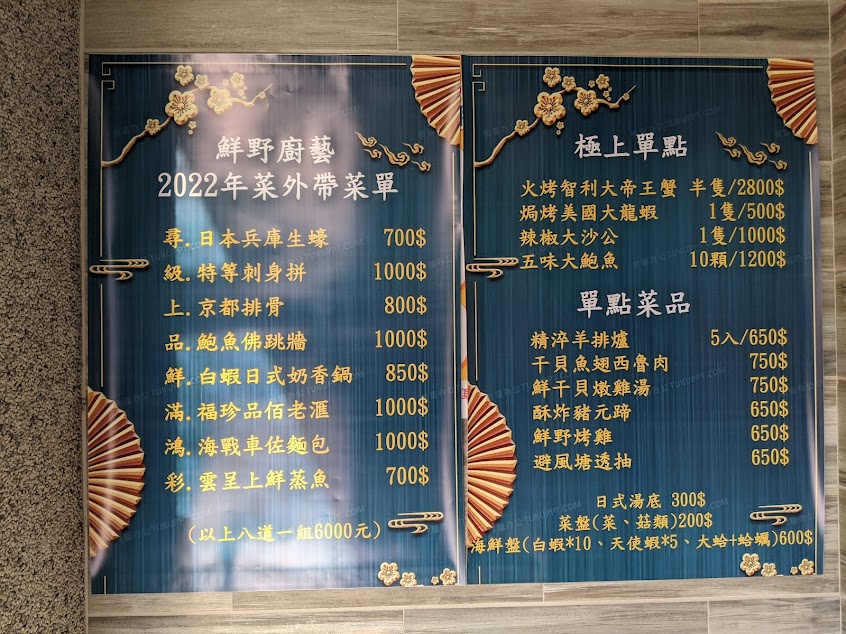 鮮野廚藝
2022年菜外帶菜單
尋.日本兵庫生蠔 700$
級.特等刺身拼 1000$
上.京都排骨 800$
品.鮑魚佛跳牆 1000$
鮮.白蝦日式奶香鍋 850$
滿.福珍品佰老滙 1000$
鴻.海戰車佐麵包 1000$
彩.雲呈上鮮蒸魚 700$
(以上八道一組6000元)
極上單點
火烤智利大帝王蟹 半隻/2800$
焗烤美國大龍蝦 1隻/500$
辣椒大沙公 1隻/1000$
五味大鮑魚 10顆/1200$
單點菜品
精淬羊排爐 5入/650$
干貝魚翅西魯肉 750$
鮮干貝燉雞湯 750$
酥炸豬元蹄 650$
鮮野烤雞 650$
避風塘透抽 650$
日式湯底 300$
菜盤(菜、菇類)200$
海鮮盤(白蝦*10、天使蝦*5、大蛤+蛤蠣)600$